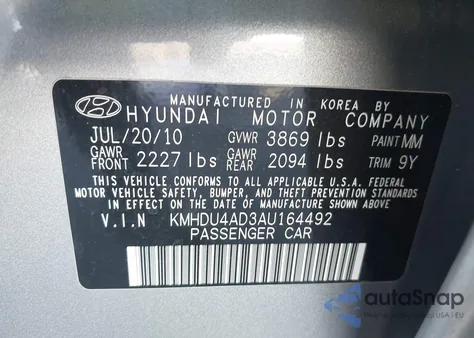 MANUFACTURED IN KOREA BY
HYUNDAI MOTOR COMPANY
JUL/20/10 GVWR 3869 lbs PAINT MM
GAWR FRONT 2227 lbs GAWR REAR 2094 lbs TRIM 9Y
THIS VEHICLE CONFORMS TO ALL APPLICABLE U.S.A. FEDERAL
MOTOR VEHICLE SAFETY, BUMPER, AND THEFT PREVENTION STANDARDS
IN EFFECT ON THE DATE OF MANUFACTURE SHOWN ABOVE.
V.I.N KMHDU4AD3AU164492
PASSENGER CAR
autoSnap